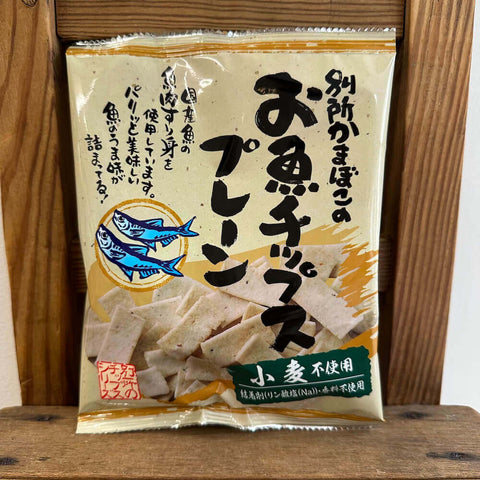 別所かまぼこの
お魚チップス
プレーン
国産魚の
魚肉すり身を
使用しています。
パリッと美味しい
魚のうま味が
詰まってる!
小麦不使用
結着剤(リン酸塩(Na))・香料不使用